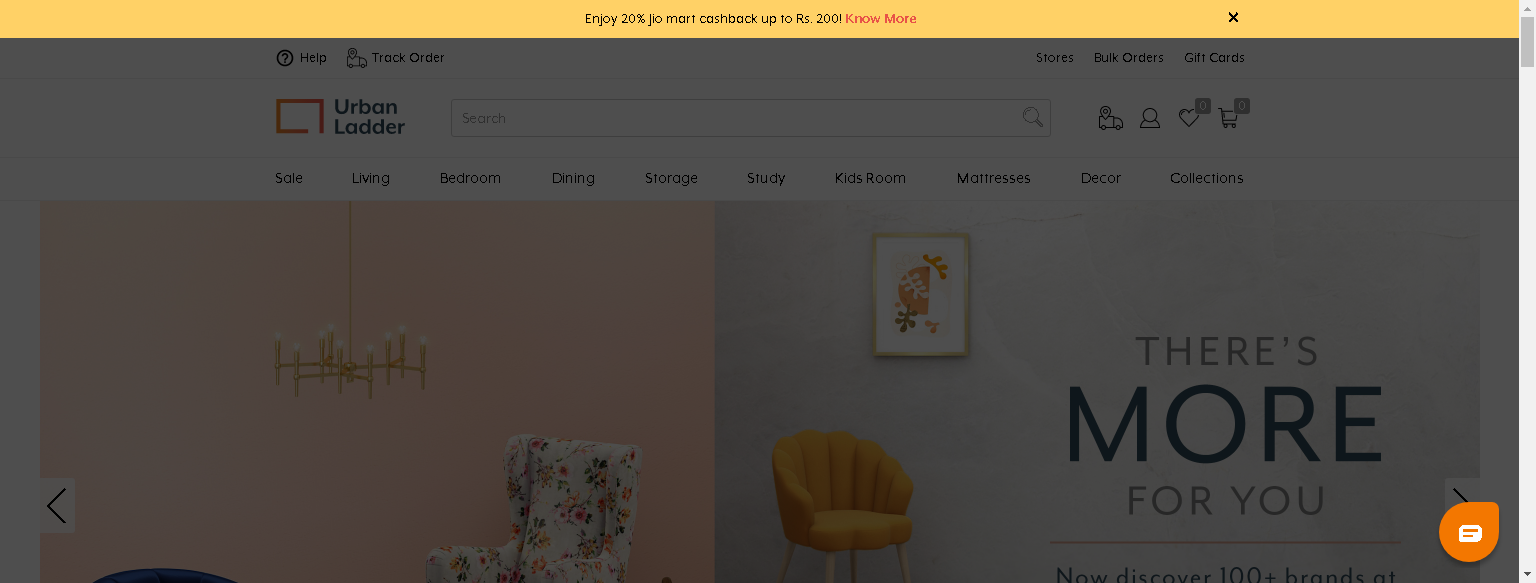 Enjoy 20% Jio mart cashback up to Rs. 200! Know More
Help Track Order Stores Bulk Orders Gift Cards
Urban
Ladder
Search
0 0
Sale Living Bedroom Dining Storage Study Kids Room Mattresses Decor Collections
THERE'S
MORE
FOR YOU
Now discover 100+ brands at